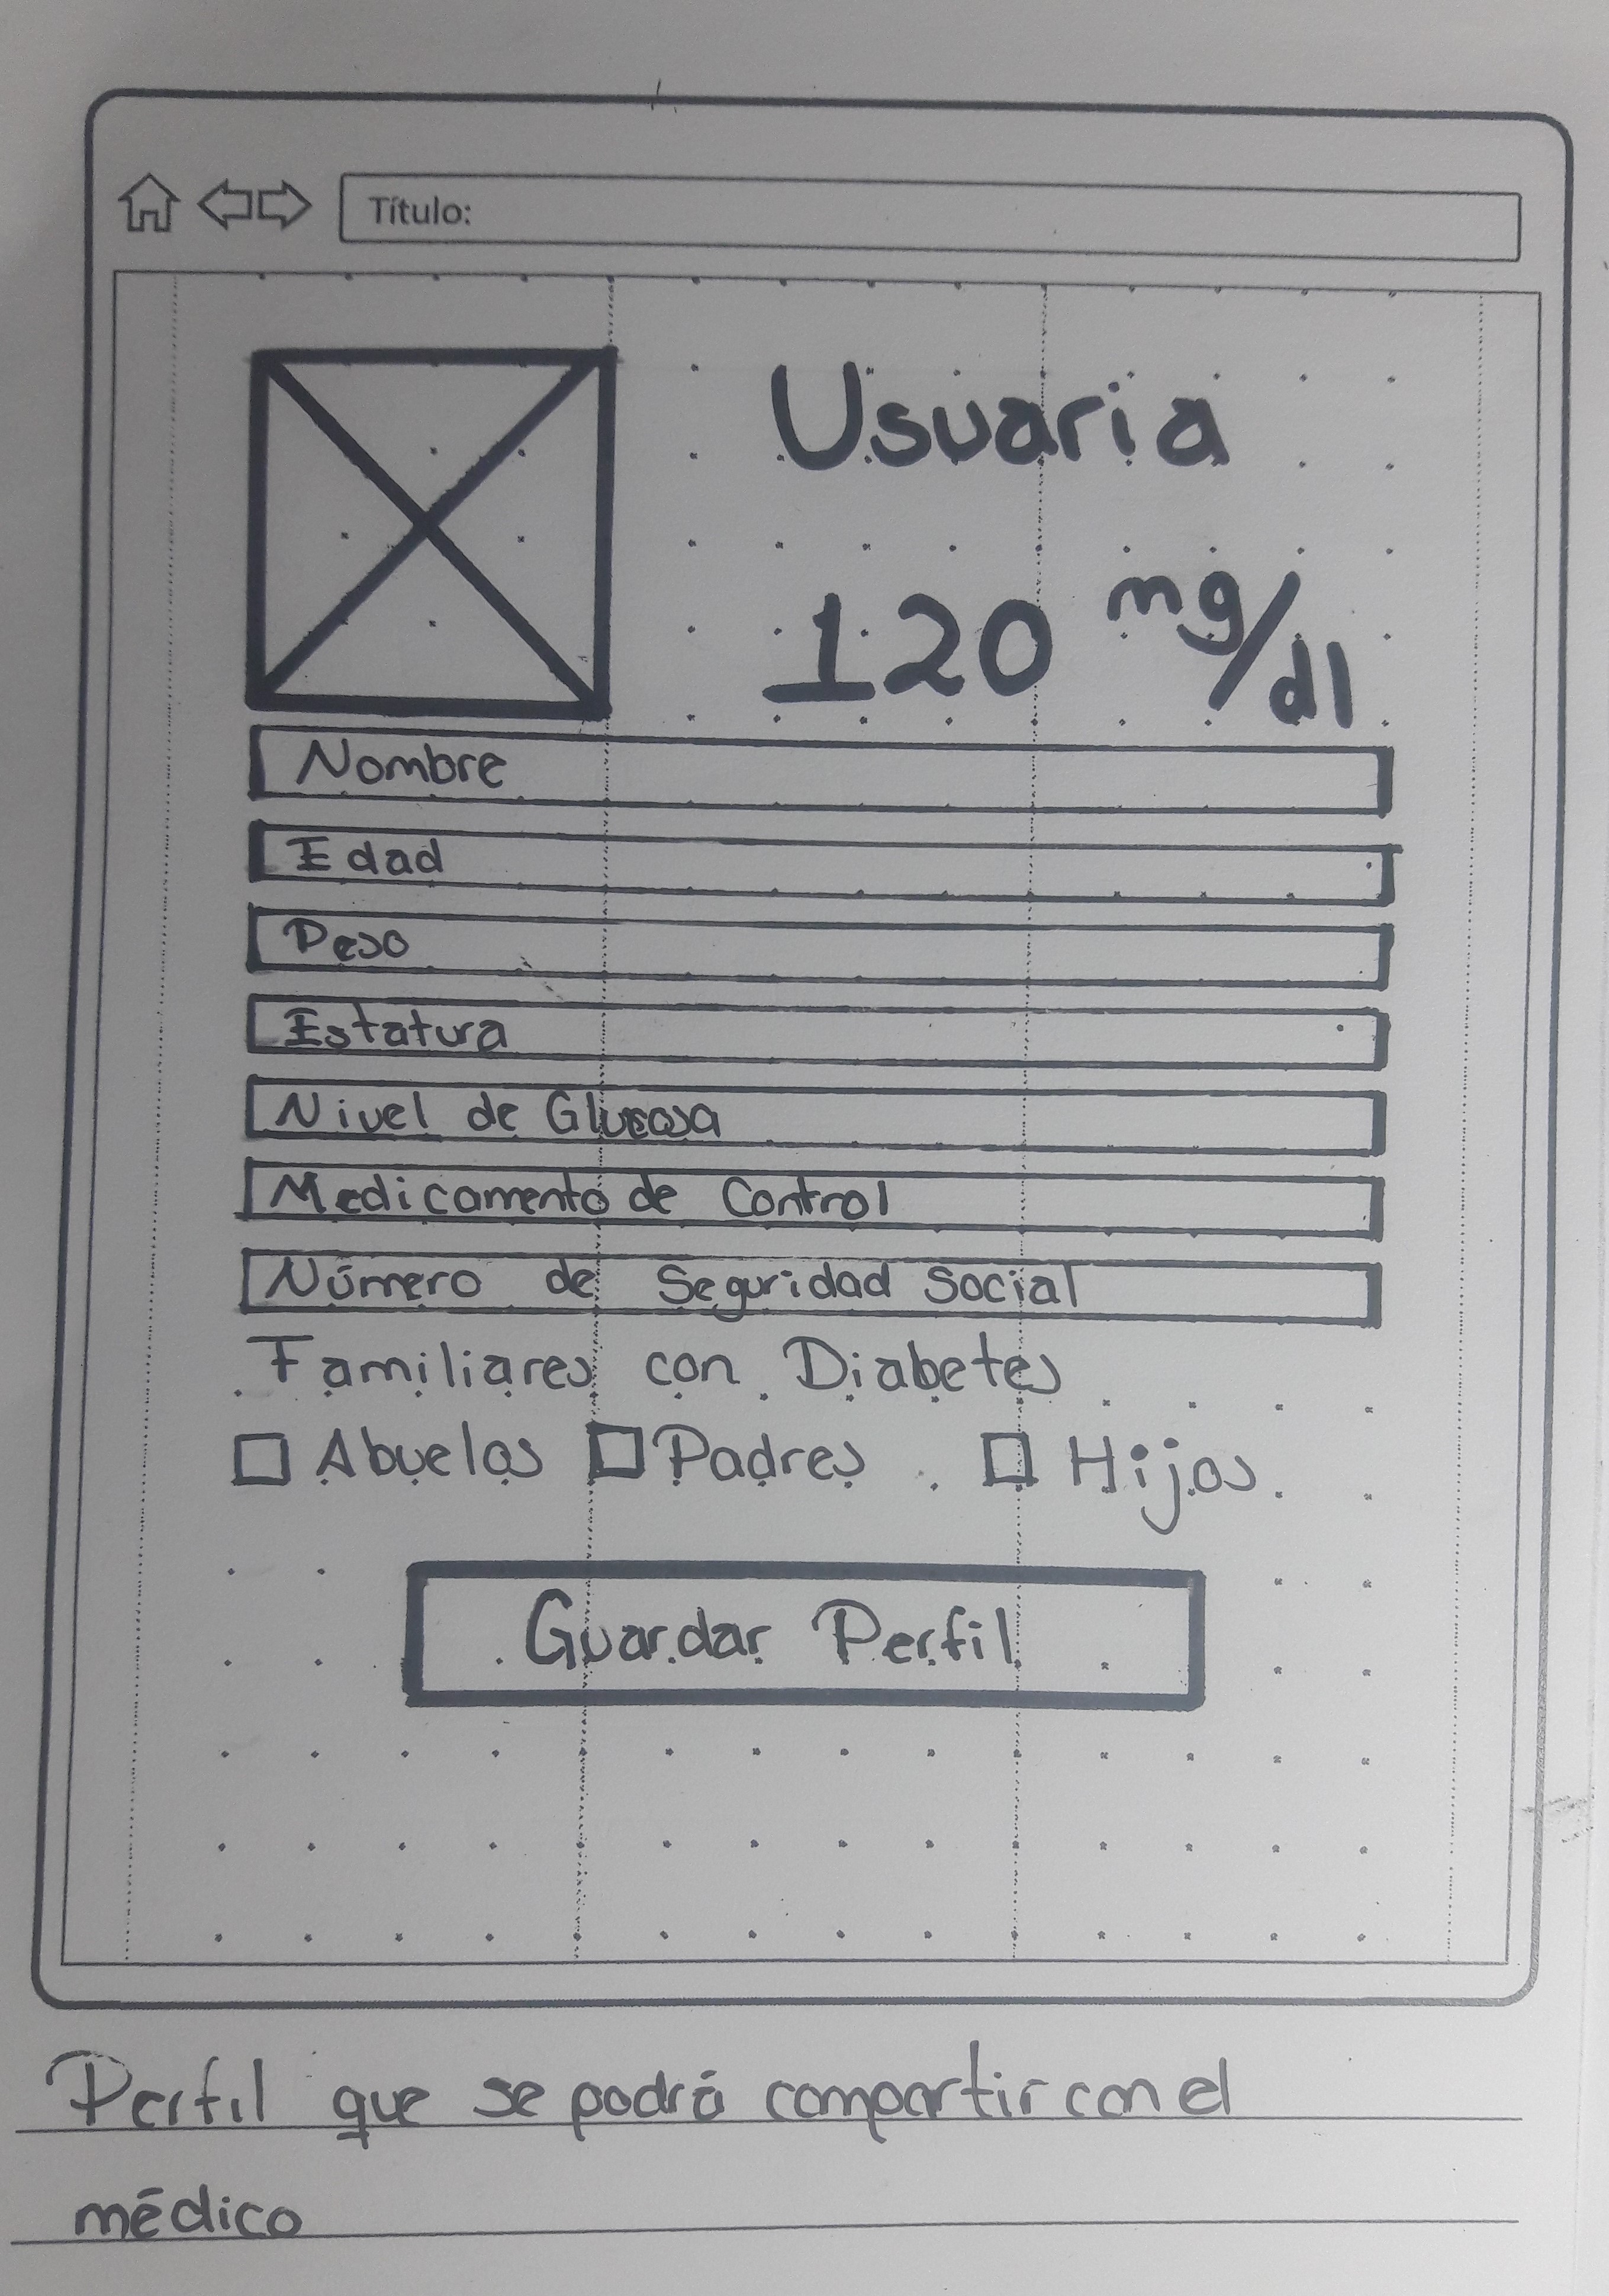 Título:
Usuaria
120 mg/dl
Nombre
Edad
Peso
Estatura
Nivel de Glucosa
Medicamento de Control
Número de Seguridad Social
Familiares con Diabetes
Abuelos Padres Hijos
Guardar Perfil
Perfil que se podrá compartir con el
médico